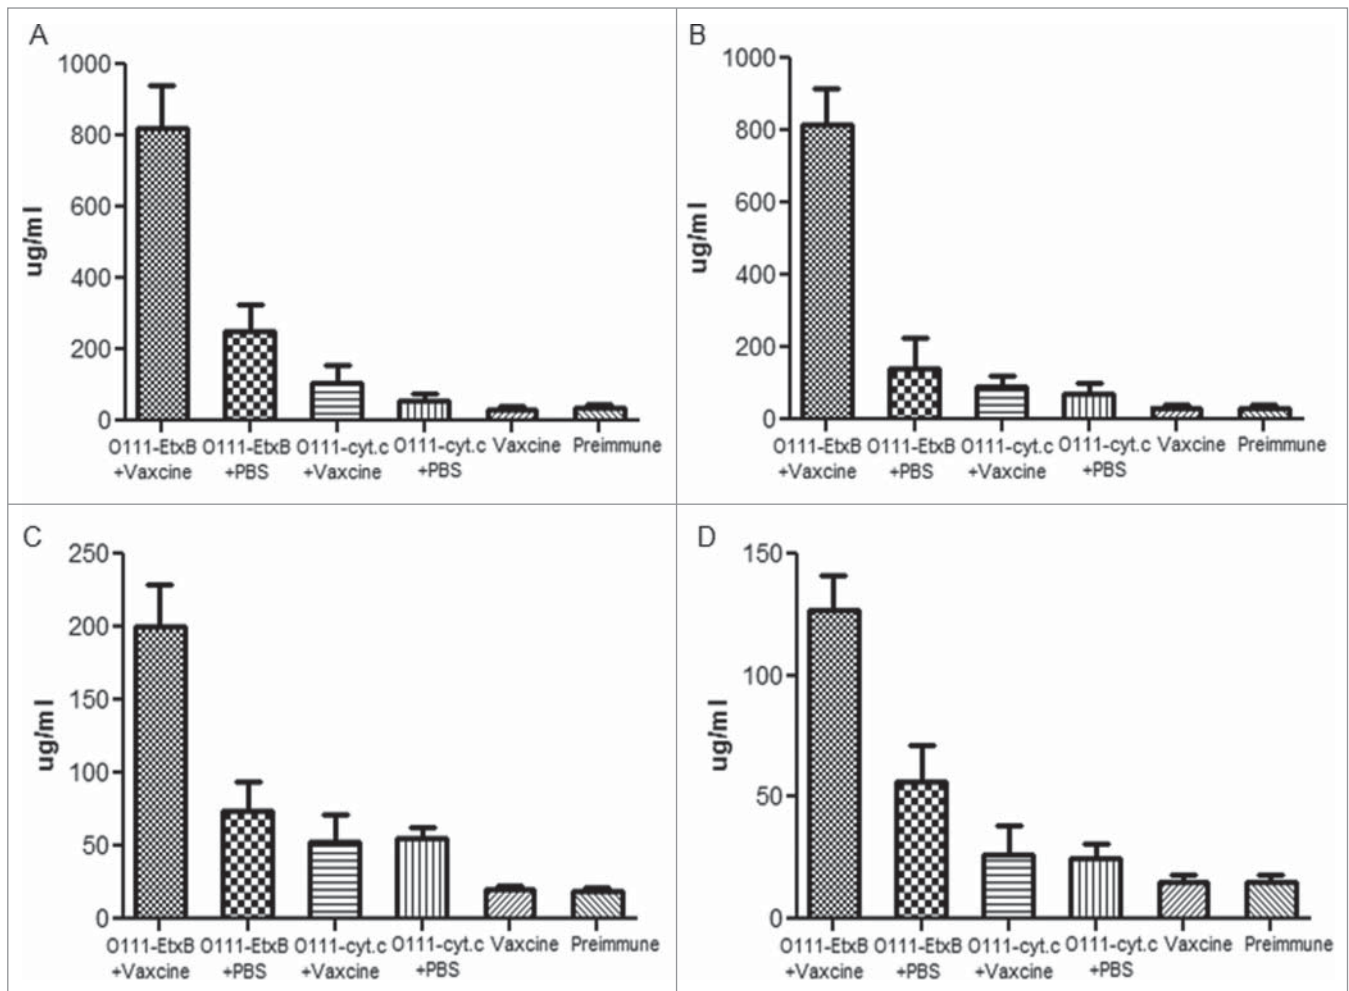 A
1000
800
600
400
200
0
ug/ml
O111-EtxB O111-EtxB O111-cyt.c O111-cyt.c Vaxcine Preimmune
+Vaxcine +PBS +Vaxcine +PBS
B
1000
800
600
400
200
0
ug/ml
O111-EtxB O111-EtxB O111-cyt.c O111-cyt.c Vaxcine Preimmune
+Vaxcine +PBS +Vaxcine +PBS
C
250
200
150
100
50
0
ug/ml
O111-EtxB O111-EtxB O111-cyt.c O111-cyt.c Vaxcine Preimmune
+Vaxcine +PBS +Vaxcine +PBS
D
150
100
50
0
ug/ml
O111-EtxB O111-EtxB O111-cyt.c O111-cyt.c Vaxcine Preimmune
+Vaxcine +PBS +Vaxcine +PBS